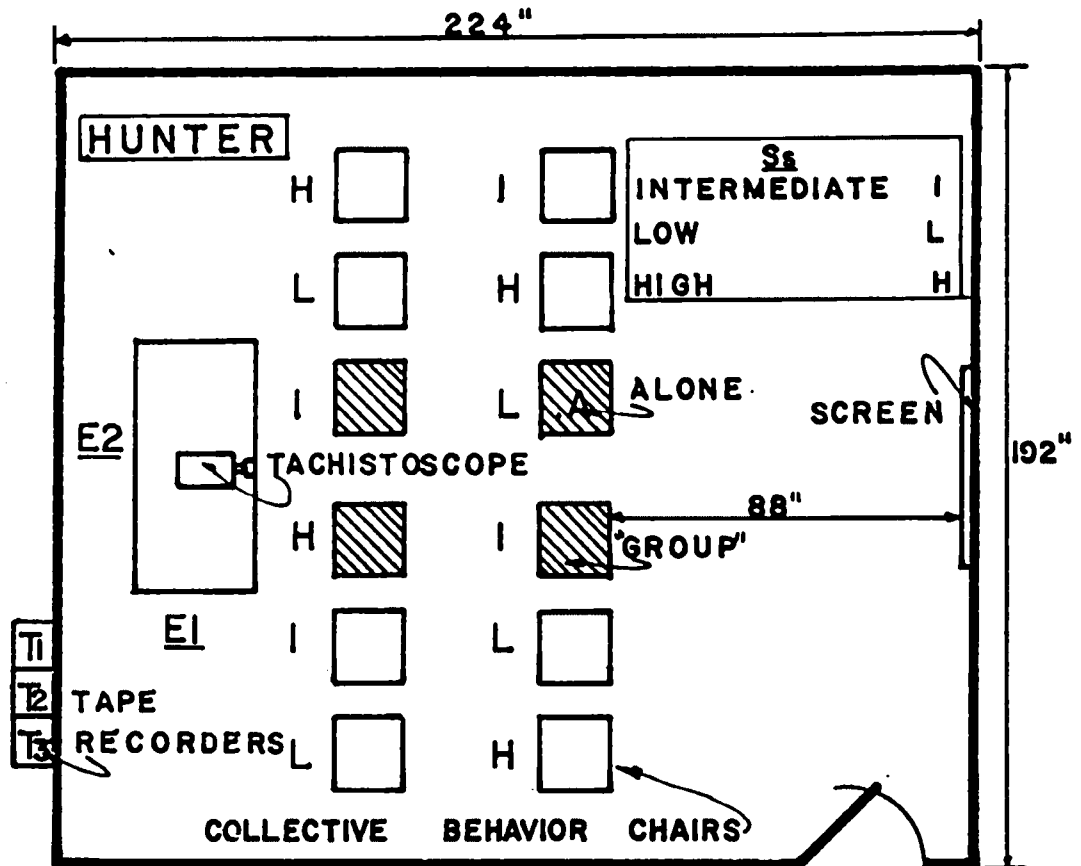 224"
HUNTER
Ss
INTERMEDIATE I
LOW L
HIGH H
H I
L H
I L A ALONE
SCREEN
E2
TACHISTOSCOPE
192"
88"
H I "GROUP"
E1
I L
T1
T2 TAPE
T3 RECORDERS
L H
COLLECTIVE BEHAVIOR CHAIRS